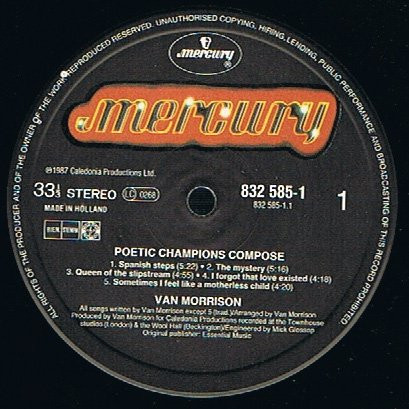 ALL RIGHTS OF THE PRODUCER AND OF THE OWNER OF THE WORK REPRODUCED RESERVED. UNAUTHORISED COPYING, HIRING, LENDING, PUBLIC PERFORMANCE AND BROADCASTING OF THIS RECORD PROHIBITED.
mercury
mercury
℗1987 Caledonia Productions Ltd.
33⅓ STEREO
LC 0268
832 585-1
MADE IN HOLLAND
832 585-1.1
1
BIEM STEMRA
POETIC CHAMPIONS COMPOSE
1. Spanish steps (5:22) • 2. The mystery (5:16)
3. Queen of the slipstream (4:55) • 4. I forgot that love existed (4:18)
5. Sometimes I feel like a motherless child (4:20)
VAN MORRISON
All songs written by Van Morrison except 5 (trad.)/Arranged by Van Morrison
Produced by Van Morrison for Caledonia Productions recorded at the Townhouse
studios (London) & the Wool Hall (Beckington)/Engineered by Mick Glossop
Original publisher: Essential Music